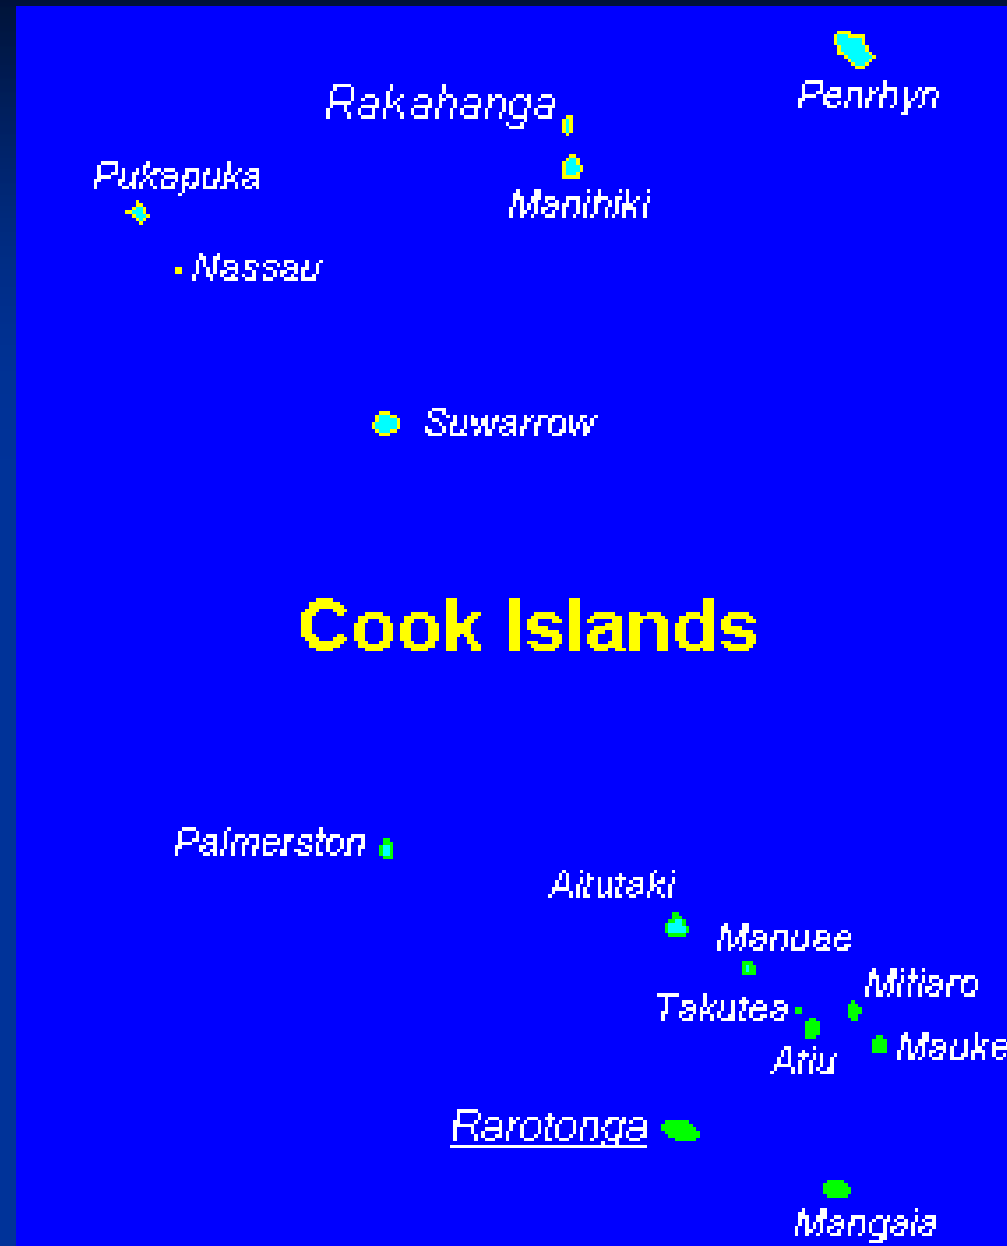 Penrhyn
Rakahanga
Pukapuka
Manihiki
Nassau
Suwarrow
Cook Islands
Palmerston
Aitutaki
Manuae
Mitiaro
Takutea
Mauke
Atiu
Rarotonga
Mangaia